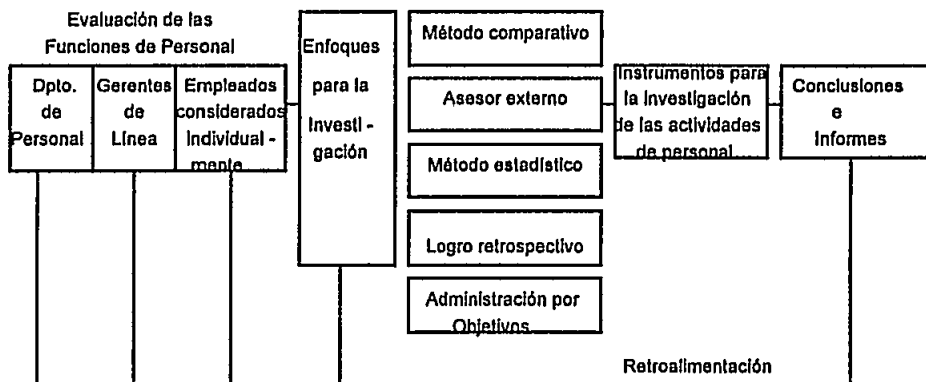 Evaluación de las
Funciones de Personal
Dpto.
de
Personal
Gerentes
de
Línea
Empleados
considerados
Individual -
mente
Enfoques
para la
Investi -
gación
Método comparativo
Asesor externo
Método estadístico
Logro retrospectivo
Administración por
Objetivos
Instrumentos para
la Investigación
de las actividades
de personal
Conclusiones
e
Informes
Retroalimentación